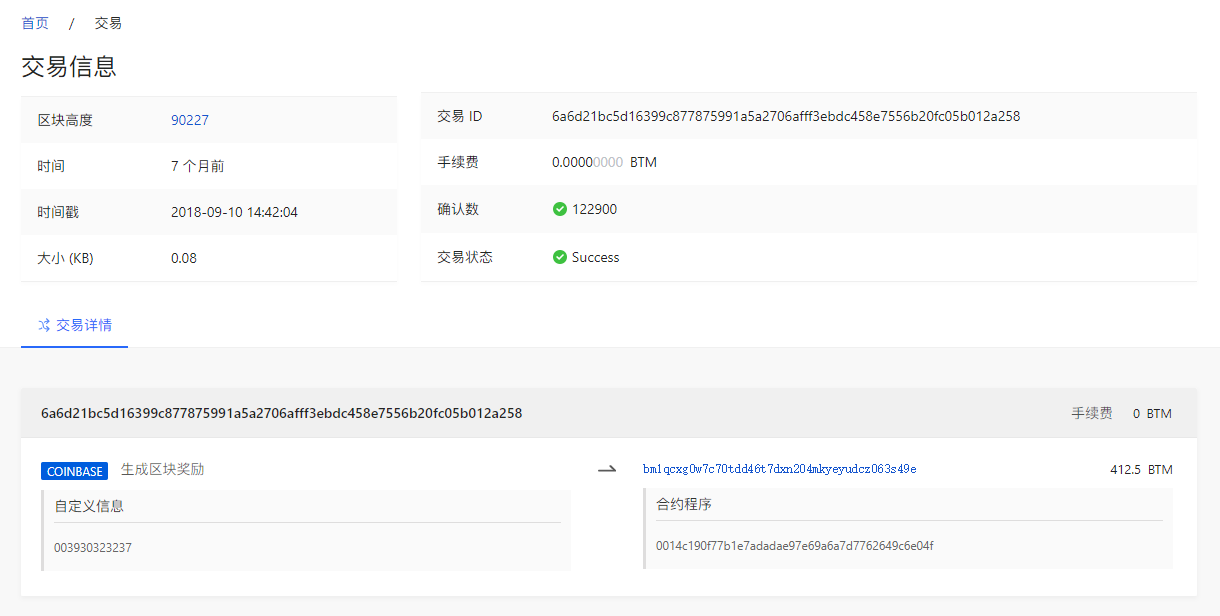 首页 / 交易
交易信息
区块高度 90227
时间 7 个月前
时间戳 2018-09-10 14:42:04
大小 (KB) 0.08
交易 ID 6a6d21bc5d16399c877875991a5a2706afff3ebdc458e7556b20fc05b012a258
手续费 0.00000000 BTM
确认数 122900
交易状态 Success
交易详情
6a6d21bc5d16399c877875991a5a2706afff3ebdc458e7556b20fc05b012a258 手续费 0 BTM
COINBASE 生成区块奖励
自定义信息
003930323237
bm1qcxg0w7c70tdd46t7dxn204mkyeyudcz063s49e 412.5 BTM
合约程序
0014c190f77b1e7adadae97e69a6a7d7762649c6e04f